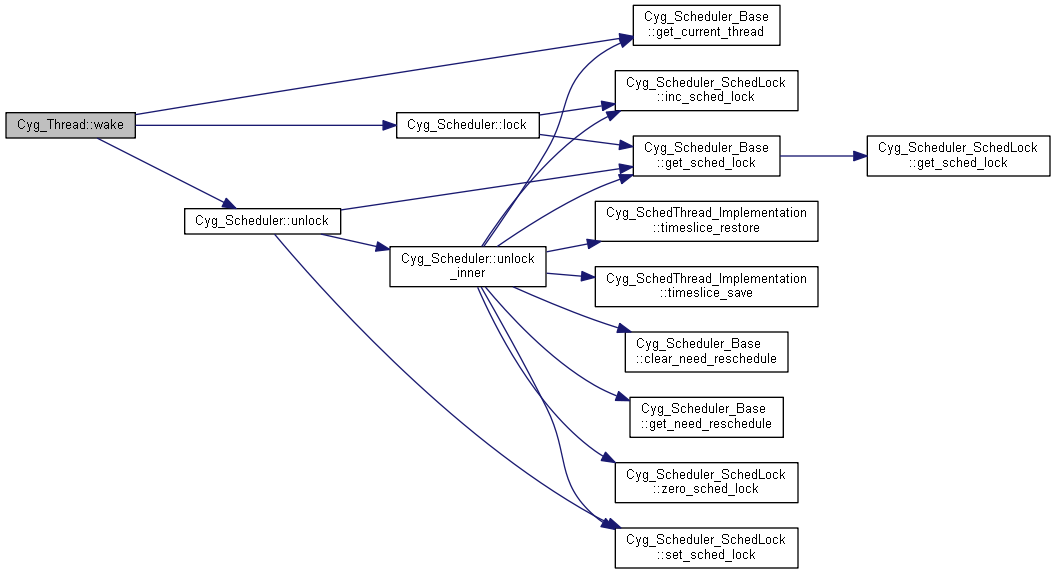 Cyg_Thread::wake
Cyg_Scheduler::lock
Cyg_Scheduler::unlock
Cyg_Scheduler::unlock
_inner
Cyg_Scheduler_Base
::get_current_thread
Cyg_Scheduler_SchedLock
::inc_sched_lock
Cyg_Scheduler_Base
::get_sched_lock
Cyg_Scheduler_SchedLock
::get_sched_lock
Cyg_SchedThread_Implementation
::timeslice_restore
Cyg_SchedThread_Implementation
::timeslice_save
Cyg_Scheduler_Base
::clear_need_reschedule
Cyg_Scheduler_Base
::get_need_reschedule
Cyg_Scheduler_SchedLock
::zero_sched_lock
Cyg_Scheduler_SchedLock
::set_sched_lock